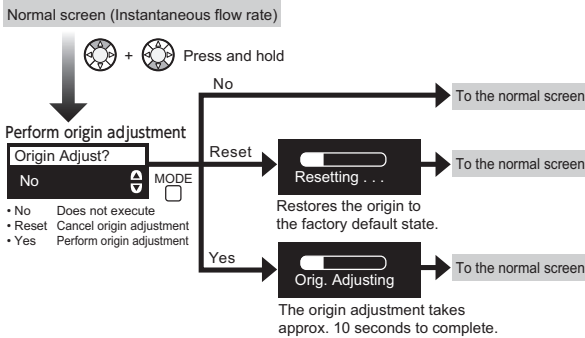 Normal screen (Instantaneous flow rate)
+ Press and hold
No
To the normal screen
Perform origin adjustment
Origin Adjust?
No
MODE
• No Does not execute
• Reset Cancel origin adjustment
• Yes Perform origin adjustment
Reset
Resetting . . .
To the normal screen
Restores the origin to
the factory default state.
Yes
Orig. Adjusting
To the normal screen
The origin adjustment takes
approx. 10 seconds to complete.